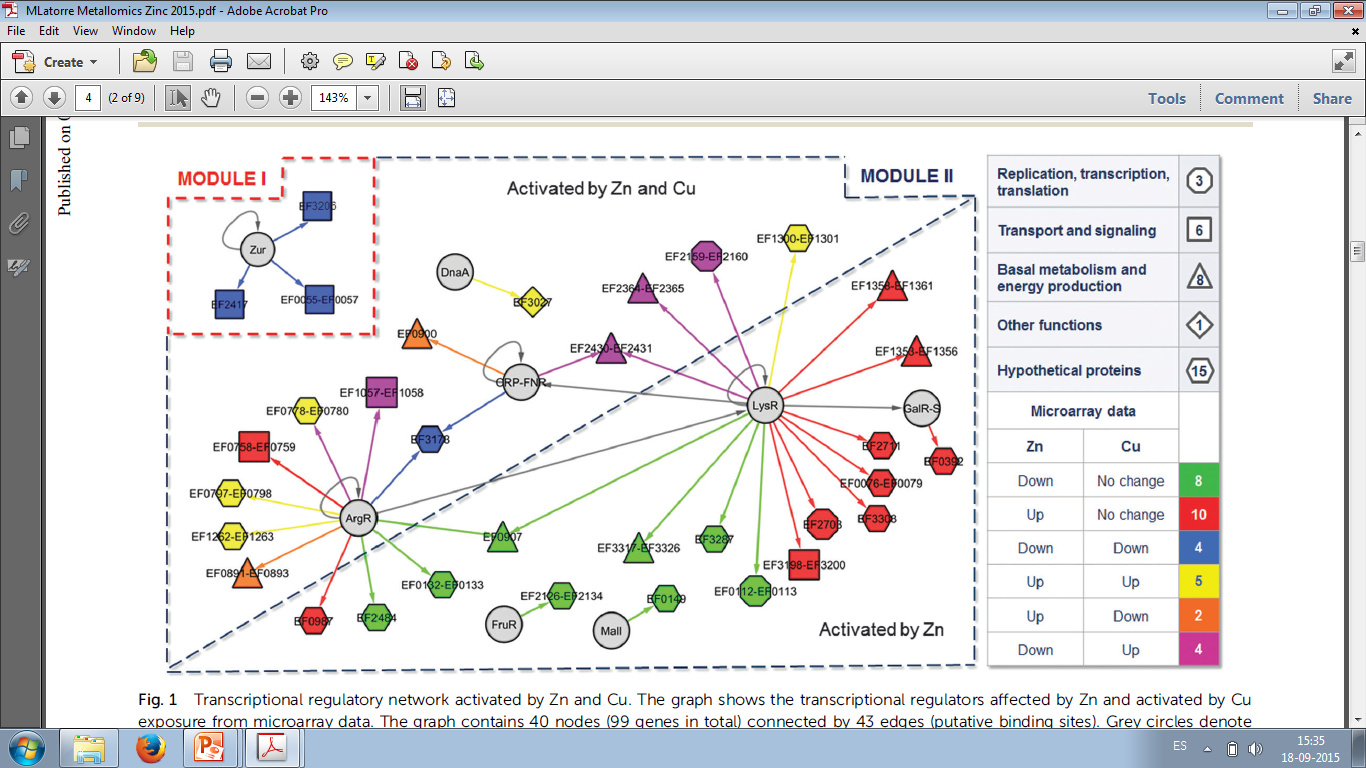 MLatorre Metallomics Zinc 2015.pdf - Adobe Acrobat Pro
File Edit View Window Help
Create
4 (2 of 9) 143% Tools Comment Share
Published on
MODULE I
Activated by Zn and Cu
MODULE II
EF3206
Zur
EF2417
EF0055-EF0057
DnaA
EF3027
EF2159-EF2160
EF1300-EF1301
EF2364-EF2365
EF1358-EF1361
EF0900
EF2430-EF2431
EF1353-EF1356
CRP-FNR
EF1057-EF1058
LysR
GalR-S
EF0778-EF0780
EF3173
EF0758-EF0759
EF2711
EF0392
EF0797-EF0798
EF0076-EF0079
ArgR
EF2703
EF3308
EF1262-EF1263
EF0907
EF3317-EF3326
EF3287
EF3198-EF3200
EF0891-EF0893
EF0132-EF0133
EF0112-EF0113
EF2126-EF2134
EF0149
EF0987
EF2484
FruR
MalI
Activated by Zn
Replication, transcription,
translation
3
Transport and signaling
6
Basal metabolism and
energy production
8
Other functions
1
Hypothetical proteins
15
Microarray data
Zn Cu
Down No change 8
Up No change 10
Down Down 4
Up Up 5
Up Down 2
Down Up 4
Fig. 1 Transcriptional regulatory network activated by Zn and Cu. The graph shows the transcriptional regulators affected by Zn and activated by Cu
exposure from microarray data. The graph contains 40 nodes (99 genes in total) connected by 43 edges (putative binding sites). Grey circles denote
ES
15:35
18-09-2015